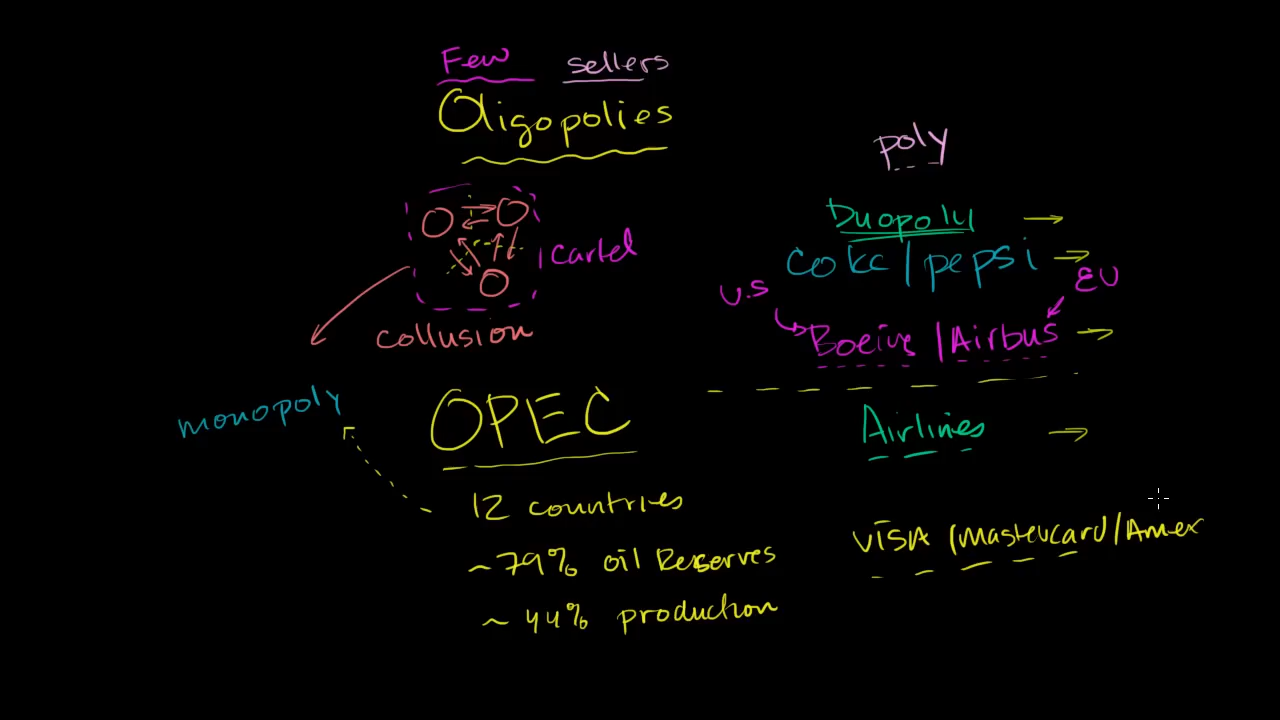 Few sellers
Oligopolies
cartel
collusion
monopoly
OPEC
12 countries
~79% oil Reserves
~44% production
poly
Duopoly
coke/pepsi
U.S
EU
Boeing/Airbus
Airlines
VISA/Mastercard/Amex